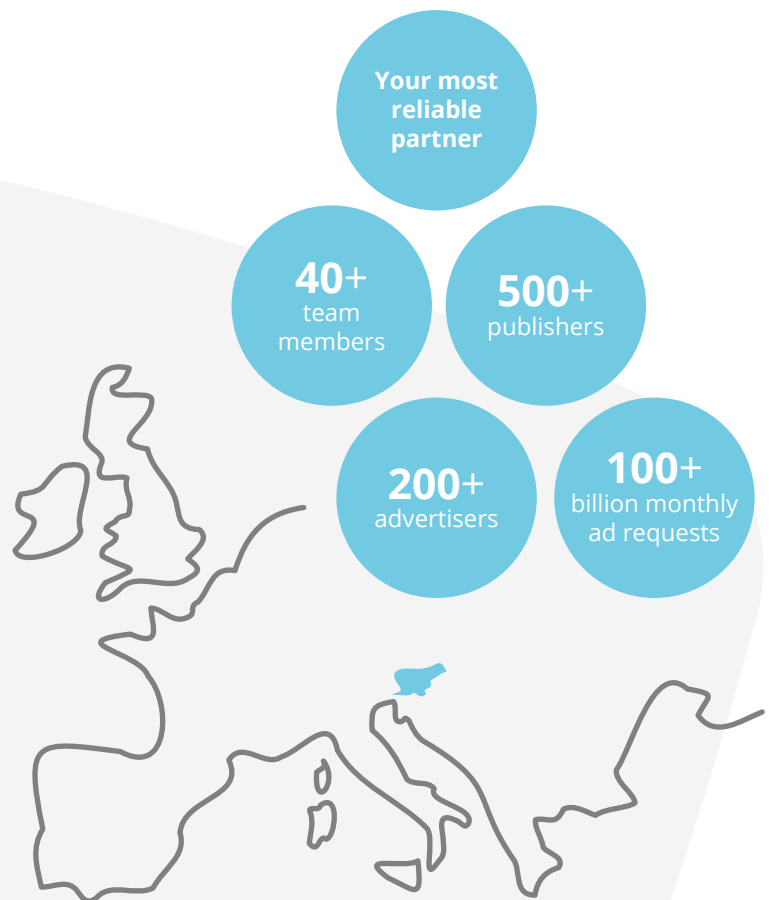 Your most
reliable
partner
40+
team
members
500+
publishers
200+
advertisers
100+
billion monthly
ad requests